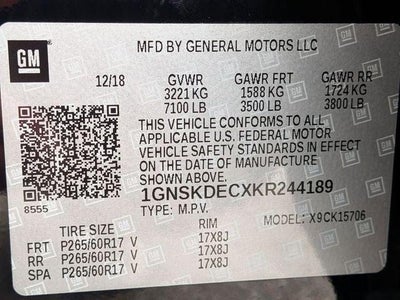 GM
MFD BY GENERAL MOTORS LLC
12/18 GVWR GAWR FRT GAWR RR
3221 KG 1588 KG 1724 KG
7100 LB 3500 LB 3800 LB
THIS VEHICLE CONFORMS TO ALL
APPLICABLE U.S. FEDERAL MOTOR
VEHICLE SAFETY STANDARDS IN EFFECT
ON THE DATE OF MANUFACTURE
SHOWN ABOVE.
8555
1GNSKDECXKR244189
TYPE: M.P.V. MODEL: X9CK15706
TIRE SIZE RIM
FRT P265/60R17 V 17X8J
RR P265/60R17 V 17X8J
SPA P265/60R17 V 17X8J